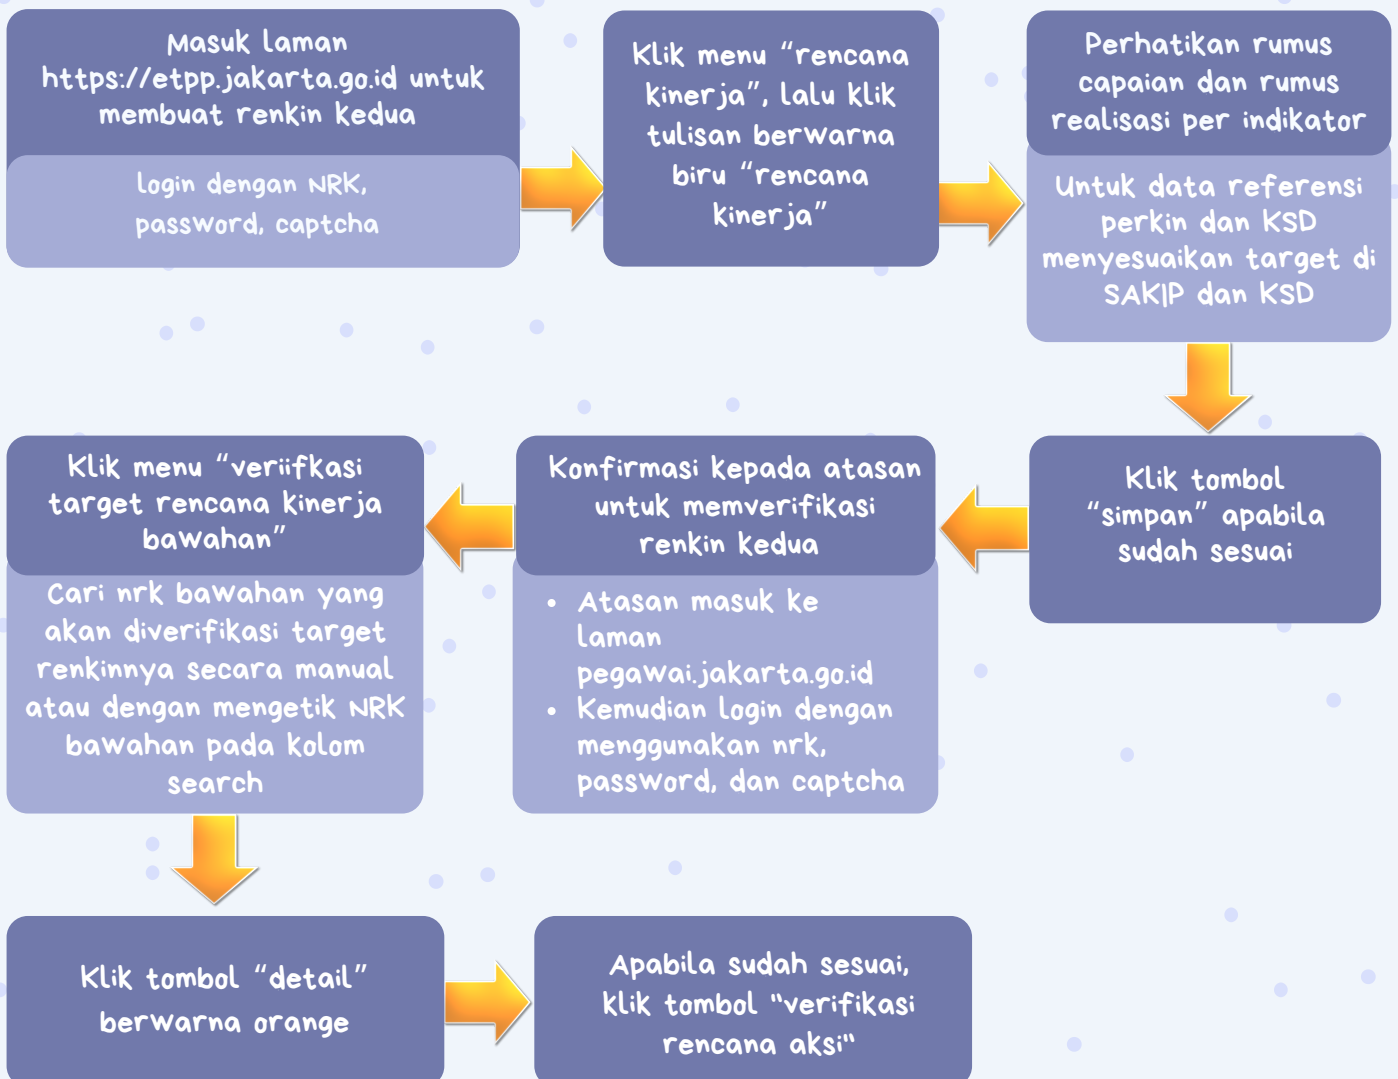 Masuk laman
https://etpp.jakarta.go.id untuk
membuat renkin kedua
login dengan NRK,
password, captcha
Klik menu “rencana
kinerja”, lalu klik
tulisan berwarna
biru “rencana
kinerja”
Perhatikan rumus
capaian dan rumus
realisasi per indikator
Untuk data referensi
perkin dan KSD
menyesuaikan target di
SAKIP dan KSD
Klik tombol
“simpan” apabila
sudah sesuai
Konfirmasi kepada atasan
untuk memverifikasi
renkin kedua
• Atasan masuk ke
laman
pegawai.jakarta.go.id
• Kemudian login dengan
menggunakan nrk,
password, dan captcha
Klik menu “veriifkasi
target rencana kinerja
bawahan”
Cari nrk bawahan yang
akan diverifikasi target
renkinnya secara manual
atau dengan mengetik NRK
bawahan pada kolom
search
Klik tombol “detail”
berwarna orange
Apabila sudah sesuai,
klik tombol "verifikasi
rencana aksi"